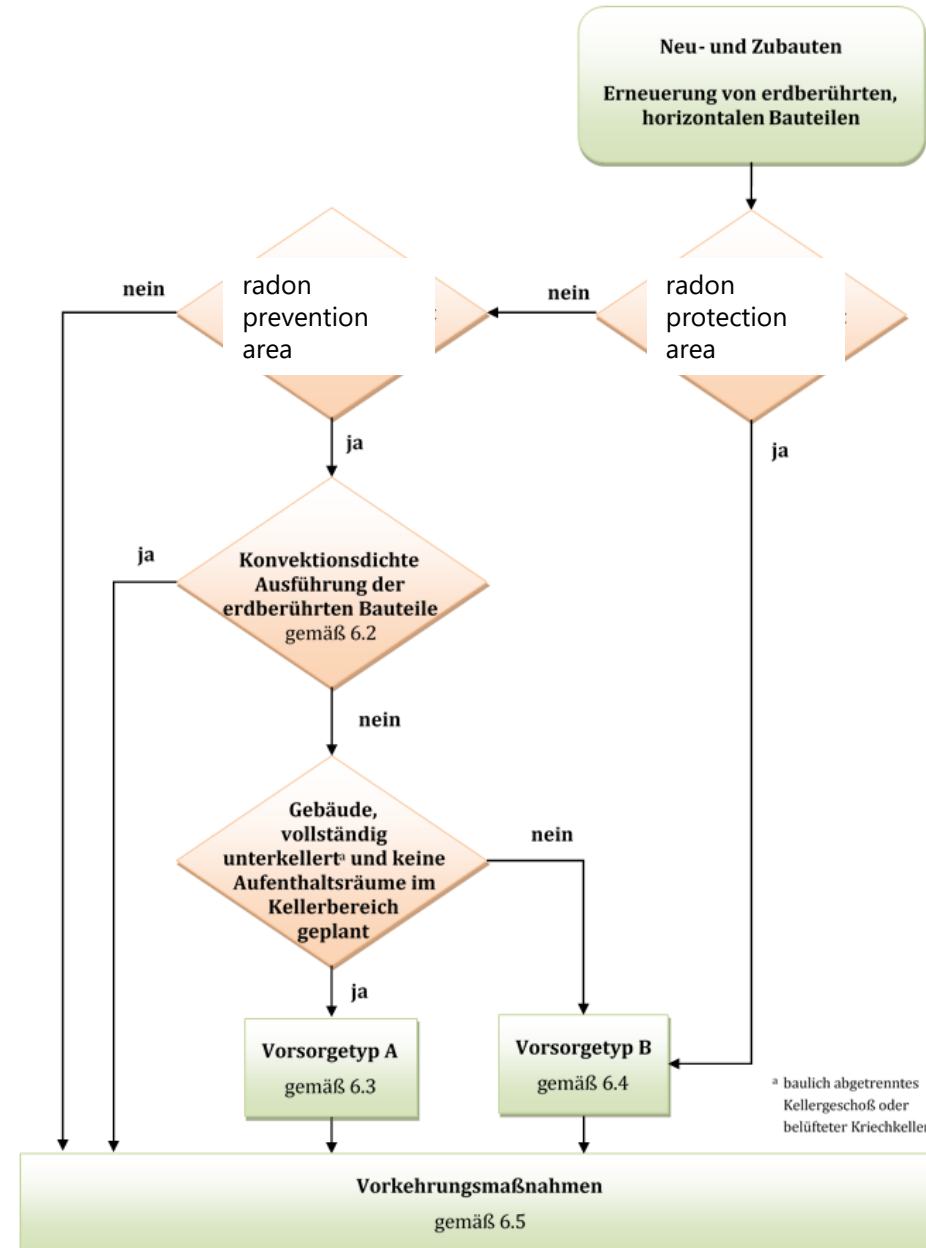 Neu- und Zubauten
Erneuerung von erdberührten,
horizontalen Bauteilen
nein
radon
prevention
area
nein
radon
protection
area
ja
ja
ja
Konvektionsdichte
Ausführung der
erdberührten Bauteile
gemäß 6.2
nein
Gebäude,
vollständig
unterkellertᵃ und keine
Aufenthaltsräume im
Kellerbereich
geplant
nein
ja
Vorsorgetyp A
gemäß 6.3
Vorsorgetyp B
gemäß 6.4
ᵃ baulich abgetrenntes
Kellergeschoß oder
belüfteter Kriechkeller
Vorkehrungsmaßnahmen
gemäß 6.5